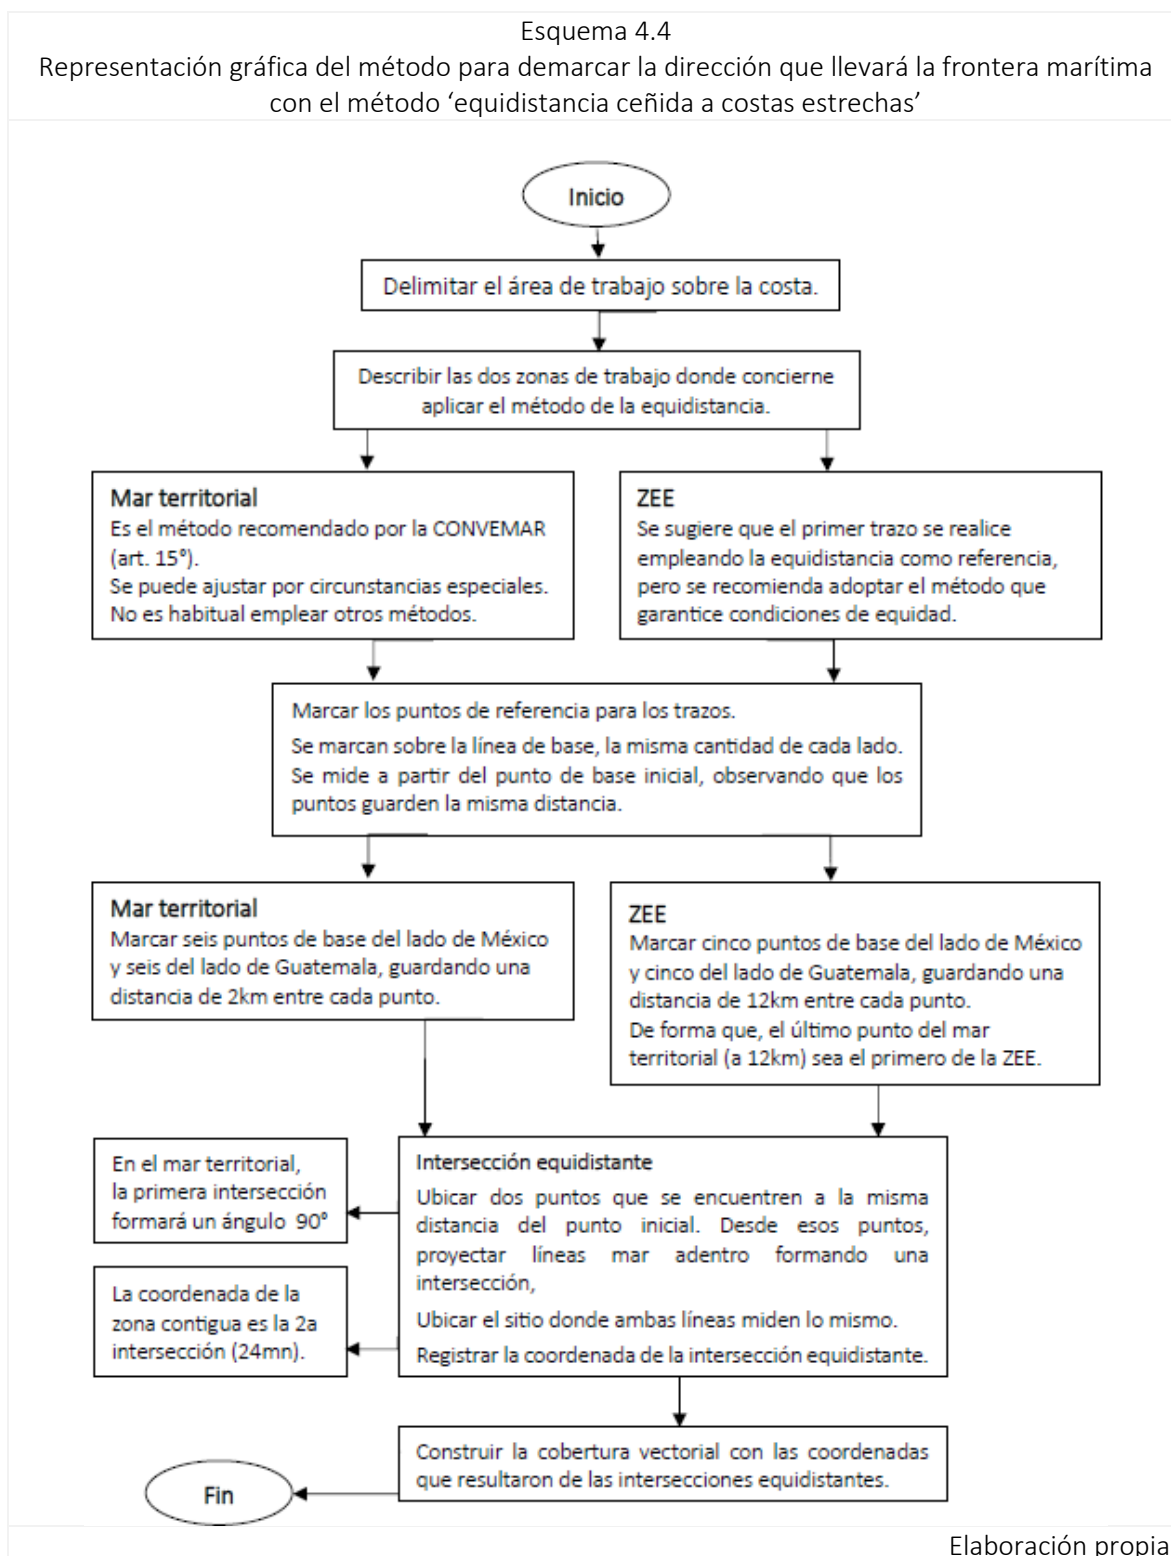 Esquema 4.4
Representación gráfica del método para demarcar la dirección que llevará la frontera marítima
con el método ‘equidistancia ceñida a costas estrechas’
Inicio
Delimitar el área de trabajo sobre la costa.
Describir las dos zonas de trabajo donde concierne
aplicar el método de la equidistancia.
Mar territorial
Es el método recomendado por la CONVEMAR
(art. 15°).
Se puede ajustar por circunstancias especiales.
No es habitual emplear otros métodos.
ZEE
Se sugiere que el primer trazo se realice
empleando la equidistancia como referencia,
pero se recomienda adoptar el método que
garantice condiciones de equidad.
Marcar los puntos de referencia para los trazos.
Se marcan sobre la línea de base, la misma cantidad de cada lado.
Se mide a partir del punto de base inicial, observando que los
puntos guarden la misma distancia.
Mar territorial
Marcar seis puntos de base del lado de México
y seis del lado de Guatemala, guardando una
distancia de 2km entre cada punto.
ZEE
Marcar cinco puntos de base del lado de México
y cinco del lado de Guatemala, guardando una
distancia de 12km entre cada punto.
De forma que, el último punto del mar
territorial (a 12km) sea el primero de la ZEE.
En el mar territorial,
la primera intersección
formará un ángulo 90°
La coordenada de la
zona contigua es la 2a
intersección (24mn).
Intersección equidistante
Ubicar dos puntos que se encuentren a la misma
distancia del punto inicial. Desde esos puntos,
proyectar líneas mar adentro formando una
intersección,
Ubicar el sitio donde ambas líneas miden lo mismo.
Registrar la coordenada de la intersección equidistante.
Construir la cobertura vectorial con las coordenadas
que resultaron de las intersecciones equidistantes.
Fin
Elaboración propia